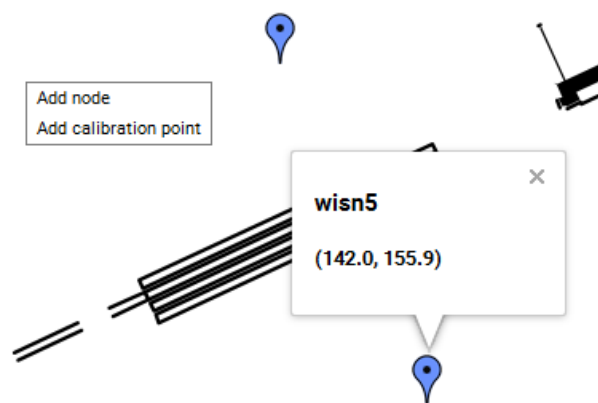 Add node
Add calibration point
wisn5
(142.0, 155.9)